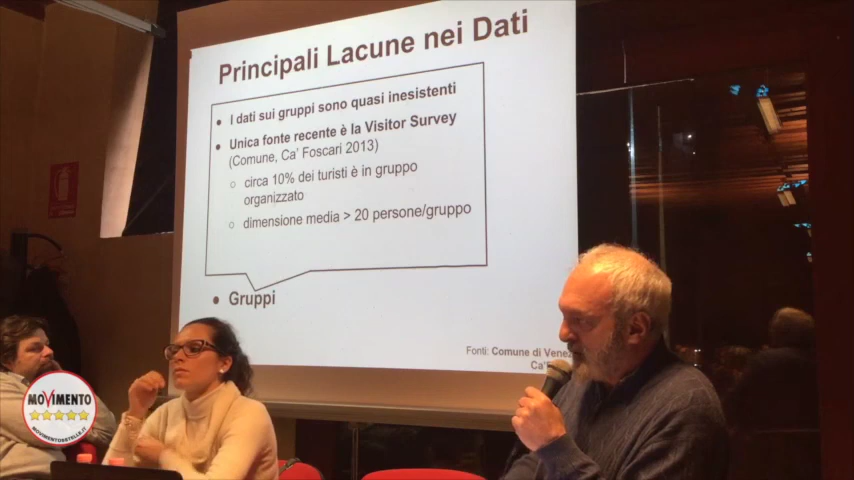 Principali Lacune nei Dati
• I dati sui gruppi sono quasi inesistenti
• Unica fonte recente è la Visitor Survey
(Comune, Ca' Foscari 2013)
○ circa 10% dei turisti è in gruppo
organizzato
○ dimensione media > 20 persone/gruppo
• Gruppi
Fonti: Comune di Vene
Ca'
MOVIMENTO
MOVIMENTO5STELLE.IT